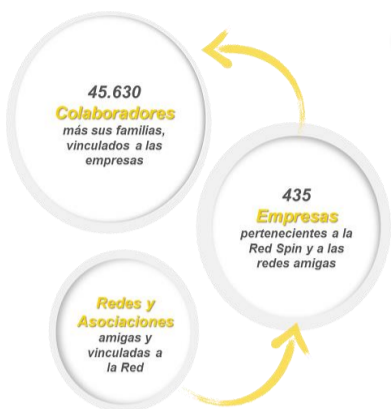 45.630
Colaboradores
más sus familias,
vinculados a las
empresas
435
Empresas
pertenecientes a la
Red Spin y a las
redes amigas
Redes y
Asociaciones
amigas y
vinculadas a
la Red